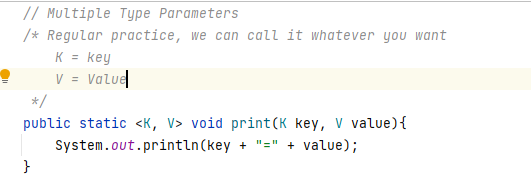 // Multiple Type Parameters
/* Regular practice, we can call it whatever you want
    K = key
    V = Value
 */
public static <K, V> void print(K key, V value){
    System.out.println(key + "=" + value);
}